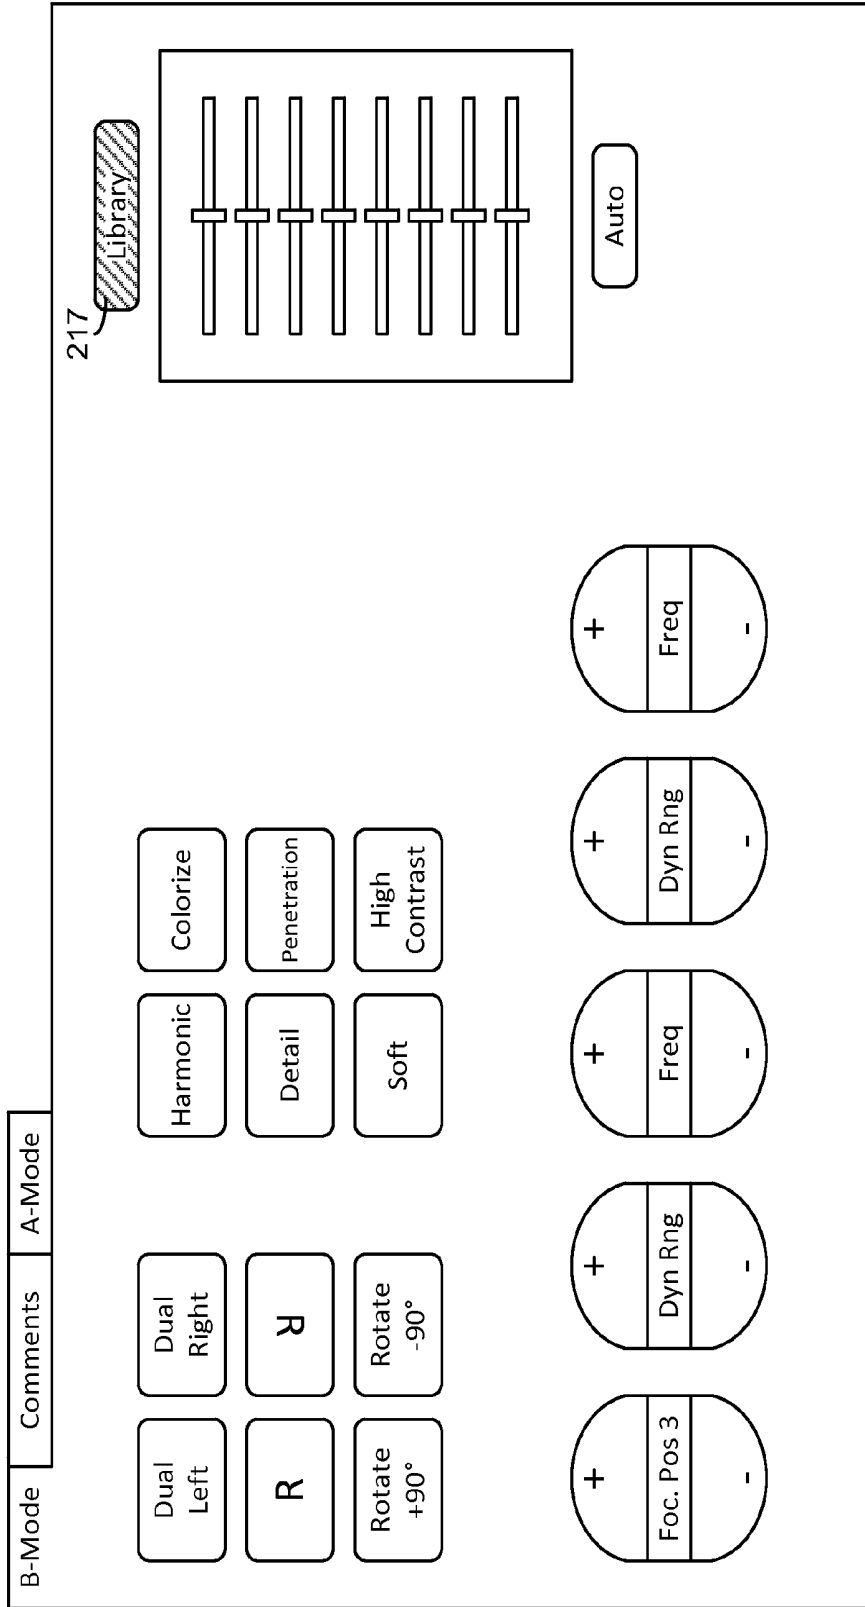 B-Mode
Comments
A-Mode
217
Library
Dual
Left
Dual
Right
Harmonic
Colorize
R
R
Detail
Penetration
Rotate
+90°
Rotate
-90°
Soft
High
Contrast
Auto
+
Foc. Pos 3
-
+
Dyn Rng
-
+
Freq
-
+
Dyn Rng
-
+
Freq
-